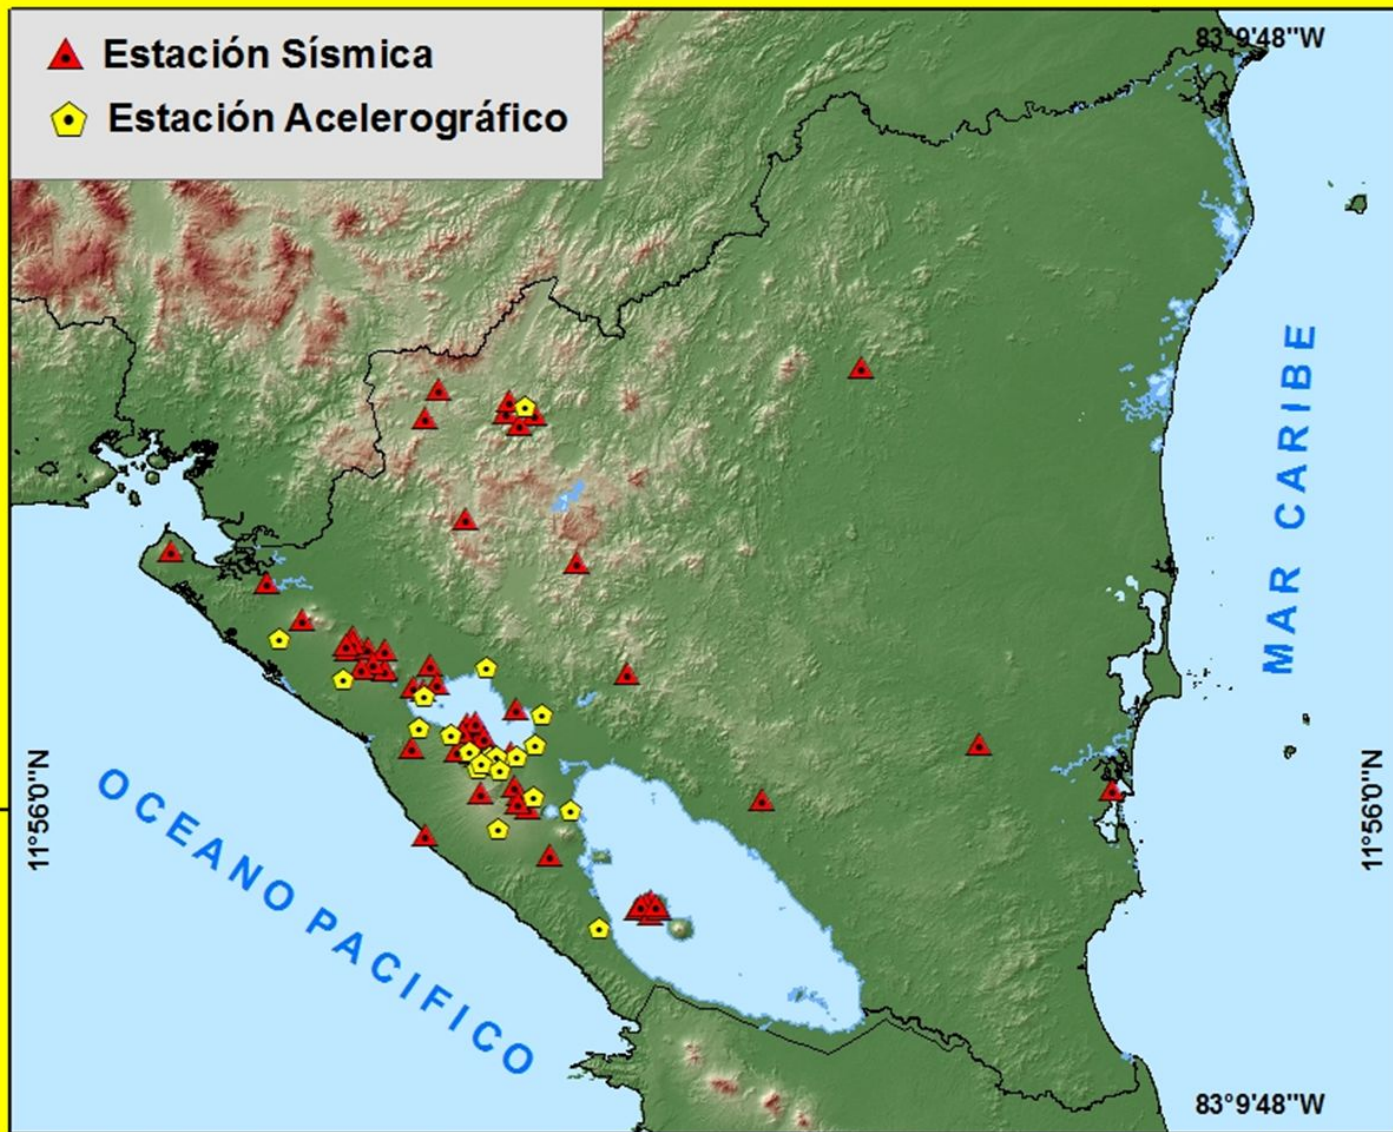 Estación Sísmica
Estación Acelerográfico
83°9'48"W
MAR CARIBE
11°56'0"N
11°56'0"N
OCEANO PACIFICO
83°9'48"W